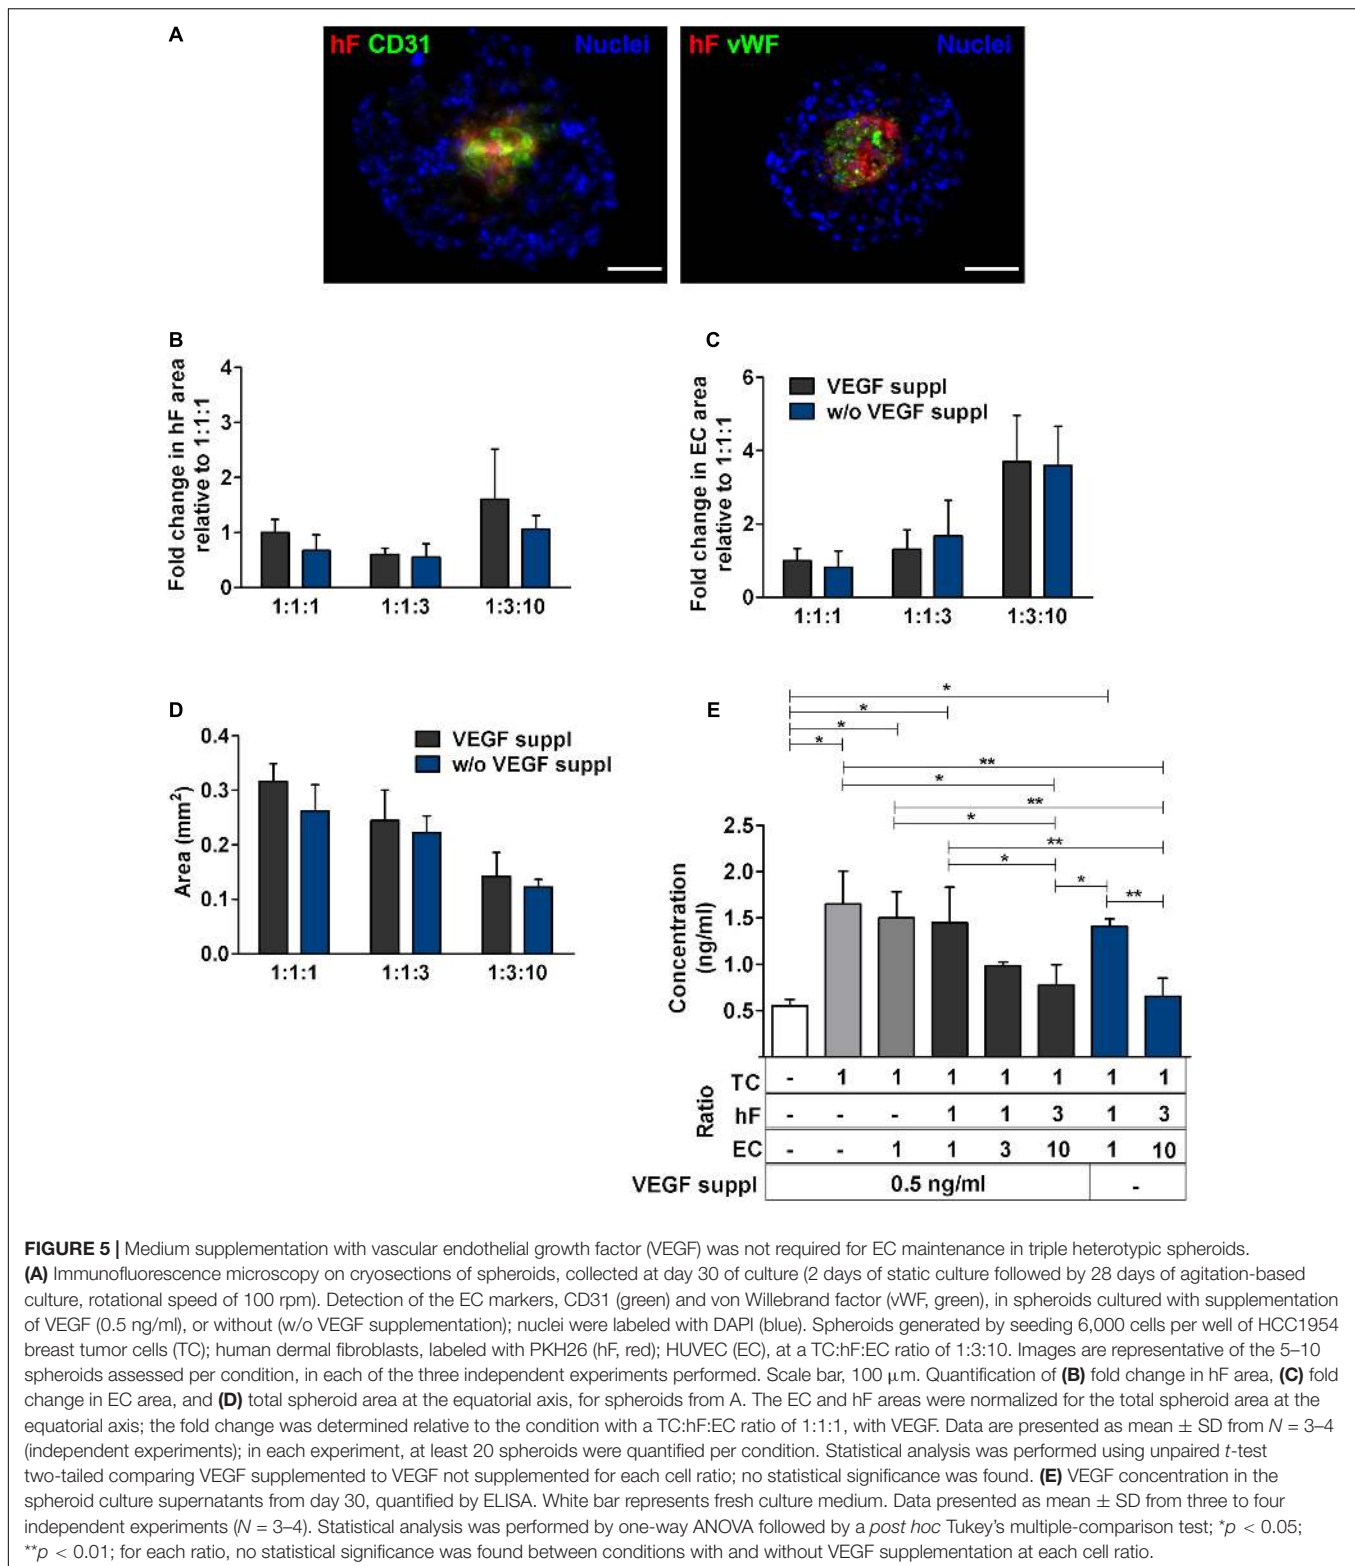 A
hF CD31 Nuclei
hF vWF Nuclei
B
Fold change in hF area
relative to 1:1:1
4
3
2
1
0
1:1:1 1:1:3 1:3:10
C
Fold change in EC area
relative to 1:1:1
6
4
2
0
VEGF suppl
w/o VEGF suppl
1:1:1 1:1:3 1:3:10
D
Area (mm²)
0.4
0.3
0.2
0.1
0.0
VEGF suppl
w/o VEGF suppl
1:1:1 1:1:3 1:3:10
E
*
*
*
*
**
*
**
*
**
*
*
**
Concentration
(ng/ml)
2.5
2.0
1.5
1.0
0.5
Ratio
TC - 1 1 1 1 1 1 1
hF - - - 1 1 3 1 3
EC - - 1 1 3 10 1 10
VEGF suppl 0.5 ng/ml -
FIGURE 5 | Medium supplementation with vascular endothelial growth factor (VEGF) was not required for EC maintenance in triple heterotypic spheroids.
(A) Immunofluorescence microscopy on cryosections of spheroids, collected at day 30 of culture (2 days of static culture followed by 28 days of agitation-based
culture, rotational speed of 100 rpm). Detection of the EC markers, CD31 (green) and von Willebrand factor (vWF, green), in spheroids cultured with supplementation
of VEGF (0.5 ng/ml), or without (w/o VEGF supplementation); nuclei were labeled with DAPI (blue). Spheroids generated by seeding 6,000 cells per well of HCC1954
breast tumor cells (TC); human dermal fibroblasts, labeled with PKH26 (hF, red); HUVEC (EC), at a TC:hF:EC ratio of 1:3:10. Images are representative of the 5–10
spheroids assessed per condition, in each of the three independent experiments performed. Scale bar, 100 μm. Quantification of (B) fold change in hF area, (C) fold
change in EC area, and (D) total spheroid area at the equatorial axis, for spheroids from A. The EC and hF areas were normalized for the total spheroid area at the
equatorial axis; the fold change was determined relative to the condition with a TC:hF:EC ratio of 1:1:1, with VEGF. Data are presented as mean ± SD from N = 3–4
(independent experiments); in each experiment, at least 20 spheroids were quantified per condition. Statistical analysis was performed using unpaired t-test
two-tailed comparing VEGF supplemented to VEGF not supplemented for each cell ratio; no statistical significance was found. (E) VEGF concentration in the
spheroid culture supernatants from day 30, quantified by ELISA. White bar represents fresh culture medium. Data presented as mean ± SD from three to four
independent experiments (N = 3–4). Statistical analysis was performed by one-way ANOVA followed by a post hoc Tukey's multiple-comparison test; *p < 0.05;
**p < 0.01; for each ratio, no statistical significance was found between conditions with and without VEGF supplementation at each cell ratio.